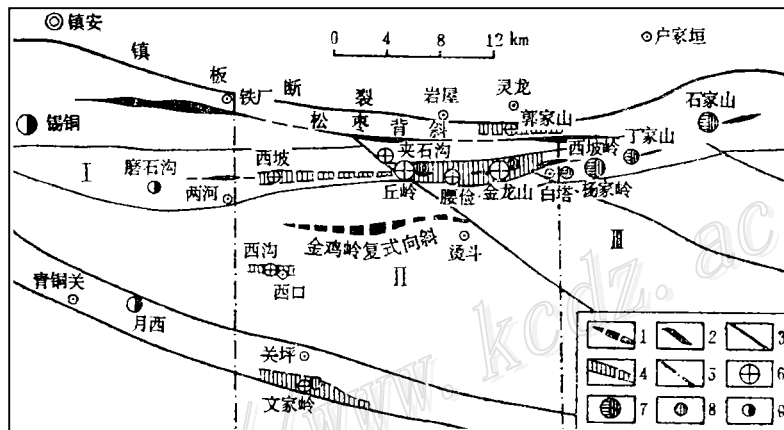 镇安
0 4 8 12 km
户家垣
镇板断裂
铁厂
岩屋
灵龙
石家山
锡铜
松枣背斜
郭家山
丁家山
夹石沟
西坡岭
I
磨石沟
西坡
两河
丘岭
腰俭
金龙山
白塔
杨家岭
金鸡岭复式向斜
烫斗
III
西沟
西口
II
青铜关
月西
关坪
文家岭
1 2 3
4 5 6
7 8 9
www.kcdz.ac